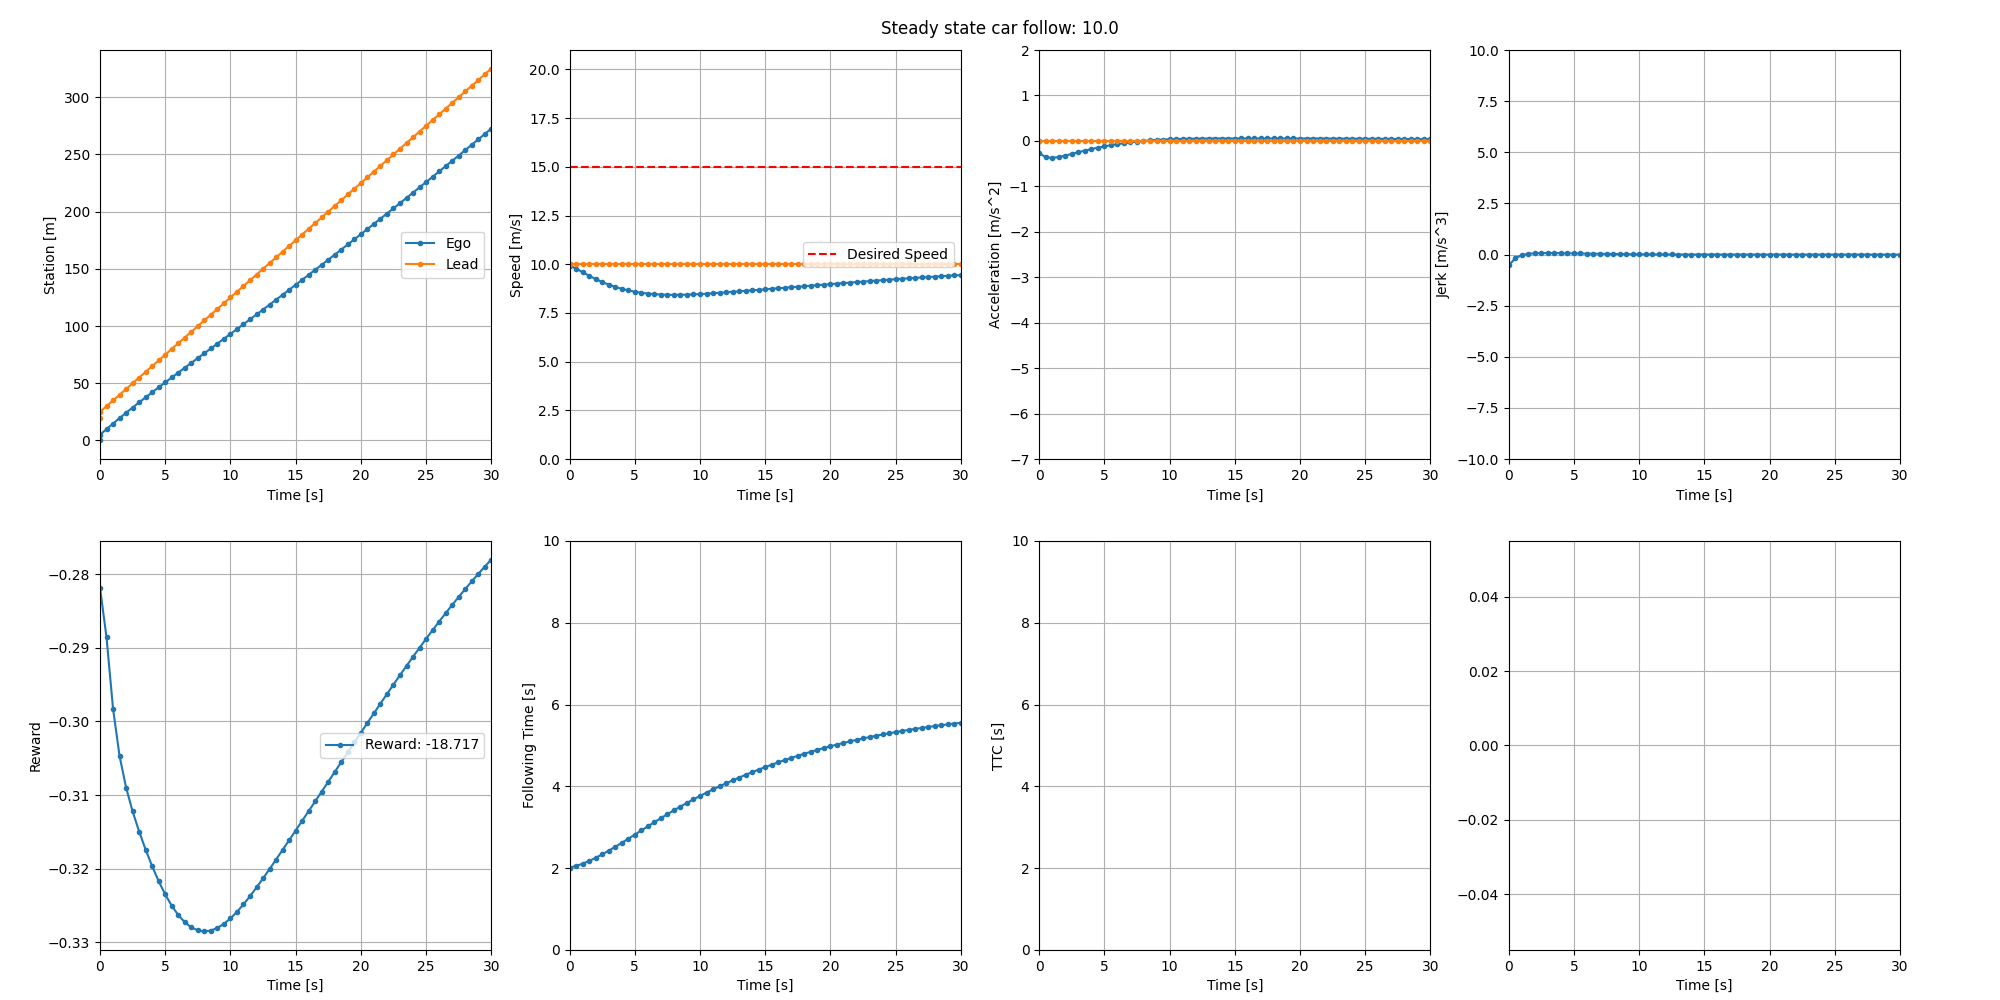 Steady state car follow: 10.0
Station [m]
300
250
200
150
100
50
0
Ego
Lead
0 5 10 15 20 25 30
Time [s]
Speed [m/s]
20.0
17.5
15.0
12.5
10.0
7.5
5.0
2.5
0.0
Desired Speed
0 5 10 15 20 25 30
Time [s]
Acceleration [m/s^2]
2
1
0
−1
−2
−3
−4
−5
−6
−7
0 5 10 15 20 25 30
Time [s]
Jerk [m/s^3]
10.0
7.5
5.0
2.5
0.0
−2.5
−5.0
−7.5
−10.0
0 5 10 15 20 25 30
Time [s]
Reward
−0.28
−0.29
−0.30
−0.31
−0.32
−0.33
Reward: -18.717
0 5 10 15 20 25 30
Time [s]
Following Time [s]
10
8
6
4
2
0
0 5 10 15 20 25 30
Time [s]
TTC [s]
10
8
6
4
2
0
0 5 10 15 20 25 30
Time [s]
0.04
0.02
0.00
−0.02
−0.04
0 5 10 15 20 25 30
Time [s]